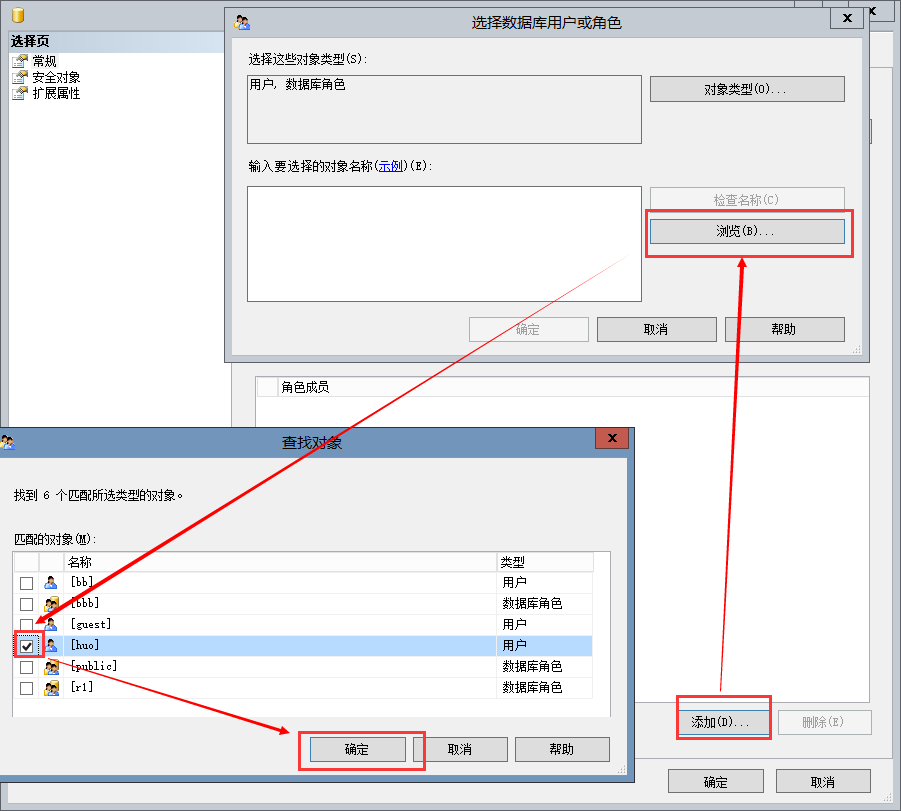 选择页
常规
安全对象
扩展属性
选择数据库用户或角色
选择这些对象类型(S):
用户, 数据库角色
对象类型(O)...
输入要选择的对象名称(示例)(E):
检查名称(C)
浏览(B)...
确定
取消
帮助
角色成员
查找对象
找到 6 个匹配所选类型的对象。
匹配的对象(M):
名称
类型
[bb]
用户
[bbb]
数据库角色
[guest]
用户
[huo]
用户
[public]
数据库角色
[r1]
数据库角色
确定
取消
帮助
添加(D)...
删除(E)
确定
取消